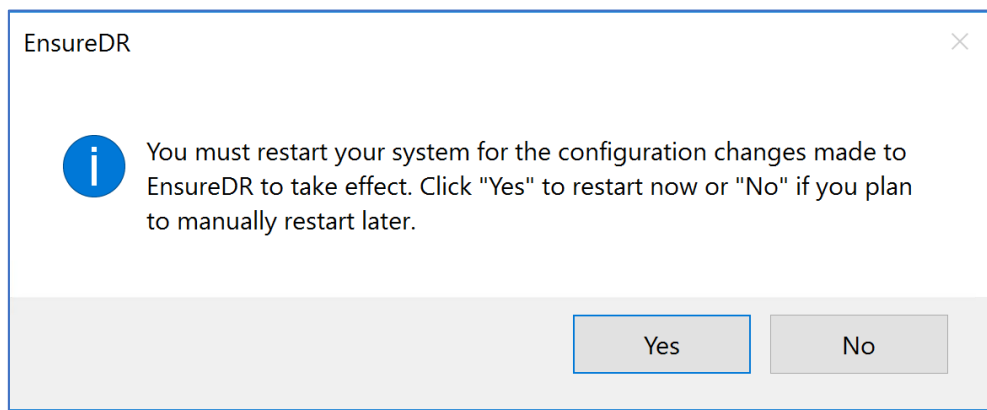 EnsureDR
You must restart your system for the configuration changes made to
EnsureDR to take effect. Click "Yes" to restart now or "No" if you plan
to manually restart later.
Yes
No